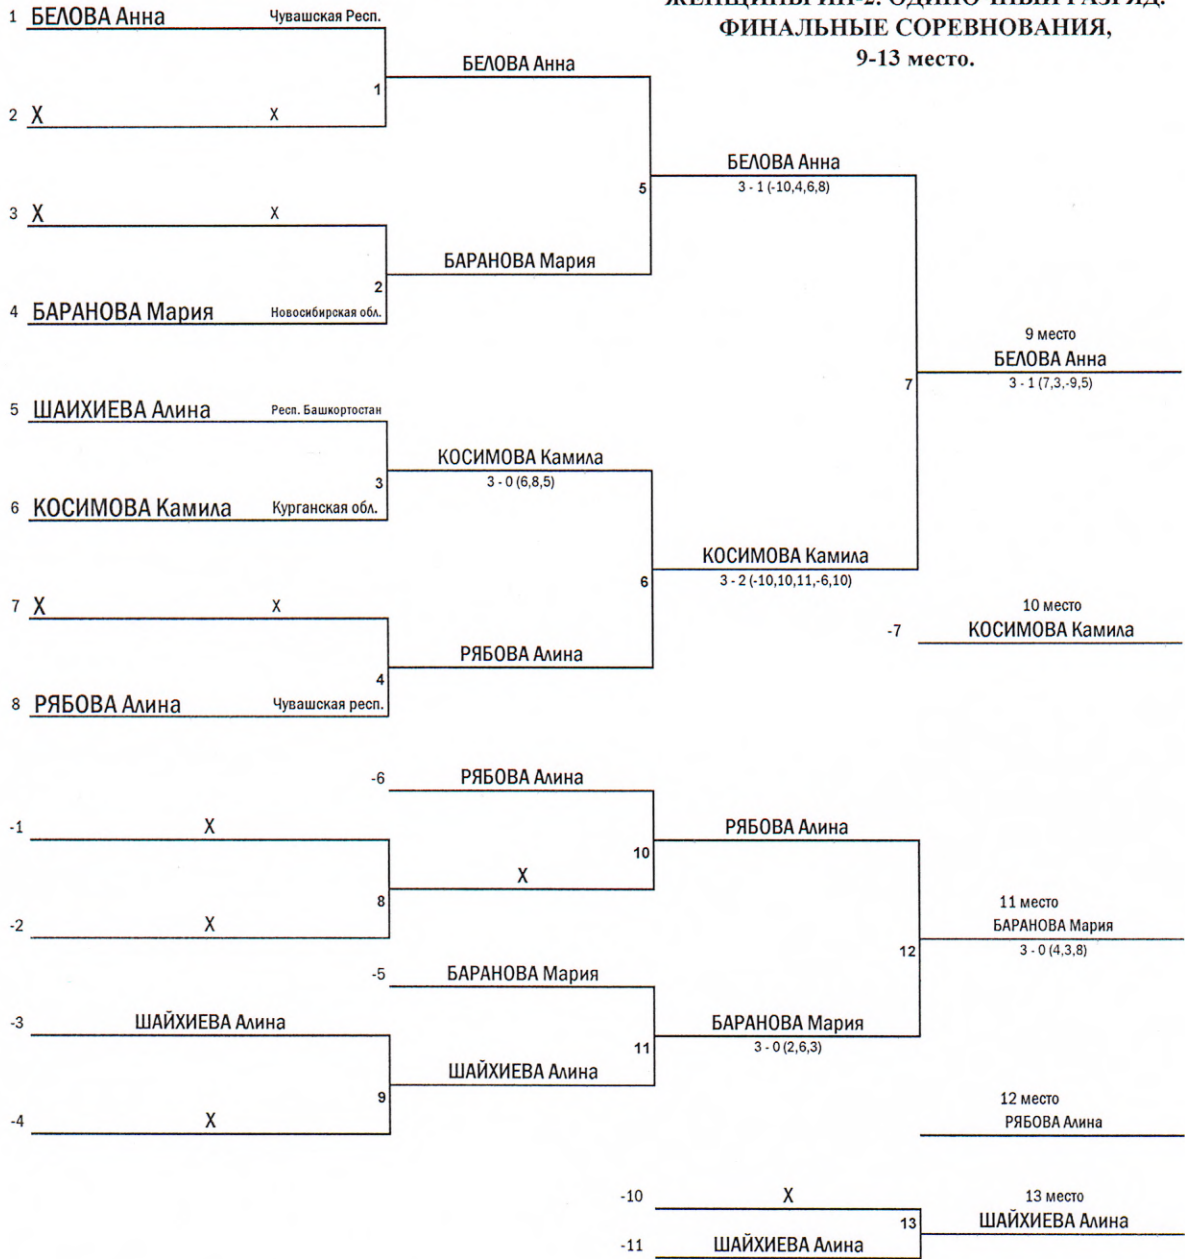 ЖЕНЩИНЫ ИН-2. ОДИНОЧНЫЙ РАЗРЯД.
ФИНАЛЬНЫЕ СОРЕВНОВАНИЯ,
9-13 место.
1 БЕЛОВА Анна Чувашская Респ.
БЕЛОВА Анна
1
2 X X
БЕЛОВА Анна
5 3 - 1 (-10,4,6,8)
3 X X
БАРАНОВА Мария
2
4 БАРАНОВА Мария Новосибирская обл.
9 место
БЕЛОВА Анна
7 3 - 1 (7,3,-9,5)
5 ШАИХИЕВА Алина Респ. Башкортостан
КОСИМОВА Камила
3 3 - 0 (6,8,5)
6 КОСИМОВА Камила Курганская обл.
КОСИМОВА Камила
6 3 - 2 (-10,10,11,-6,10)
7 X X
10 место
-7 КОСИМОВА Камила
РЯБОВА Алина
4
8 РЯБОВА Алина Чувашская респ.
-6 РЯБОВА Алина
-1 X
РЯБОВА Алина
10
X
8
-2 X
11 место
БАРАНОВА Мария
12 3 - 0 (4,3,8)
-5 БАРАНОВА Мария
-3 ШАЙХИЕВА Алина
БАРАНОВА Мария
11 3 - 0 (2,6,3)
ШАЙХИЕВА Алина
9
-4 X
12 место
РЯБОВА Алина
-10 X
13 место
13 ШАЙХИЕВА Алина
-11 ШАЙХИЕВА Алина